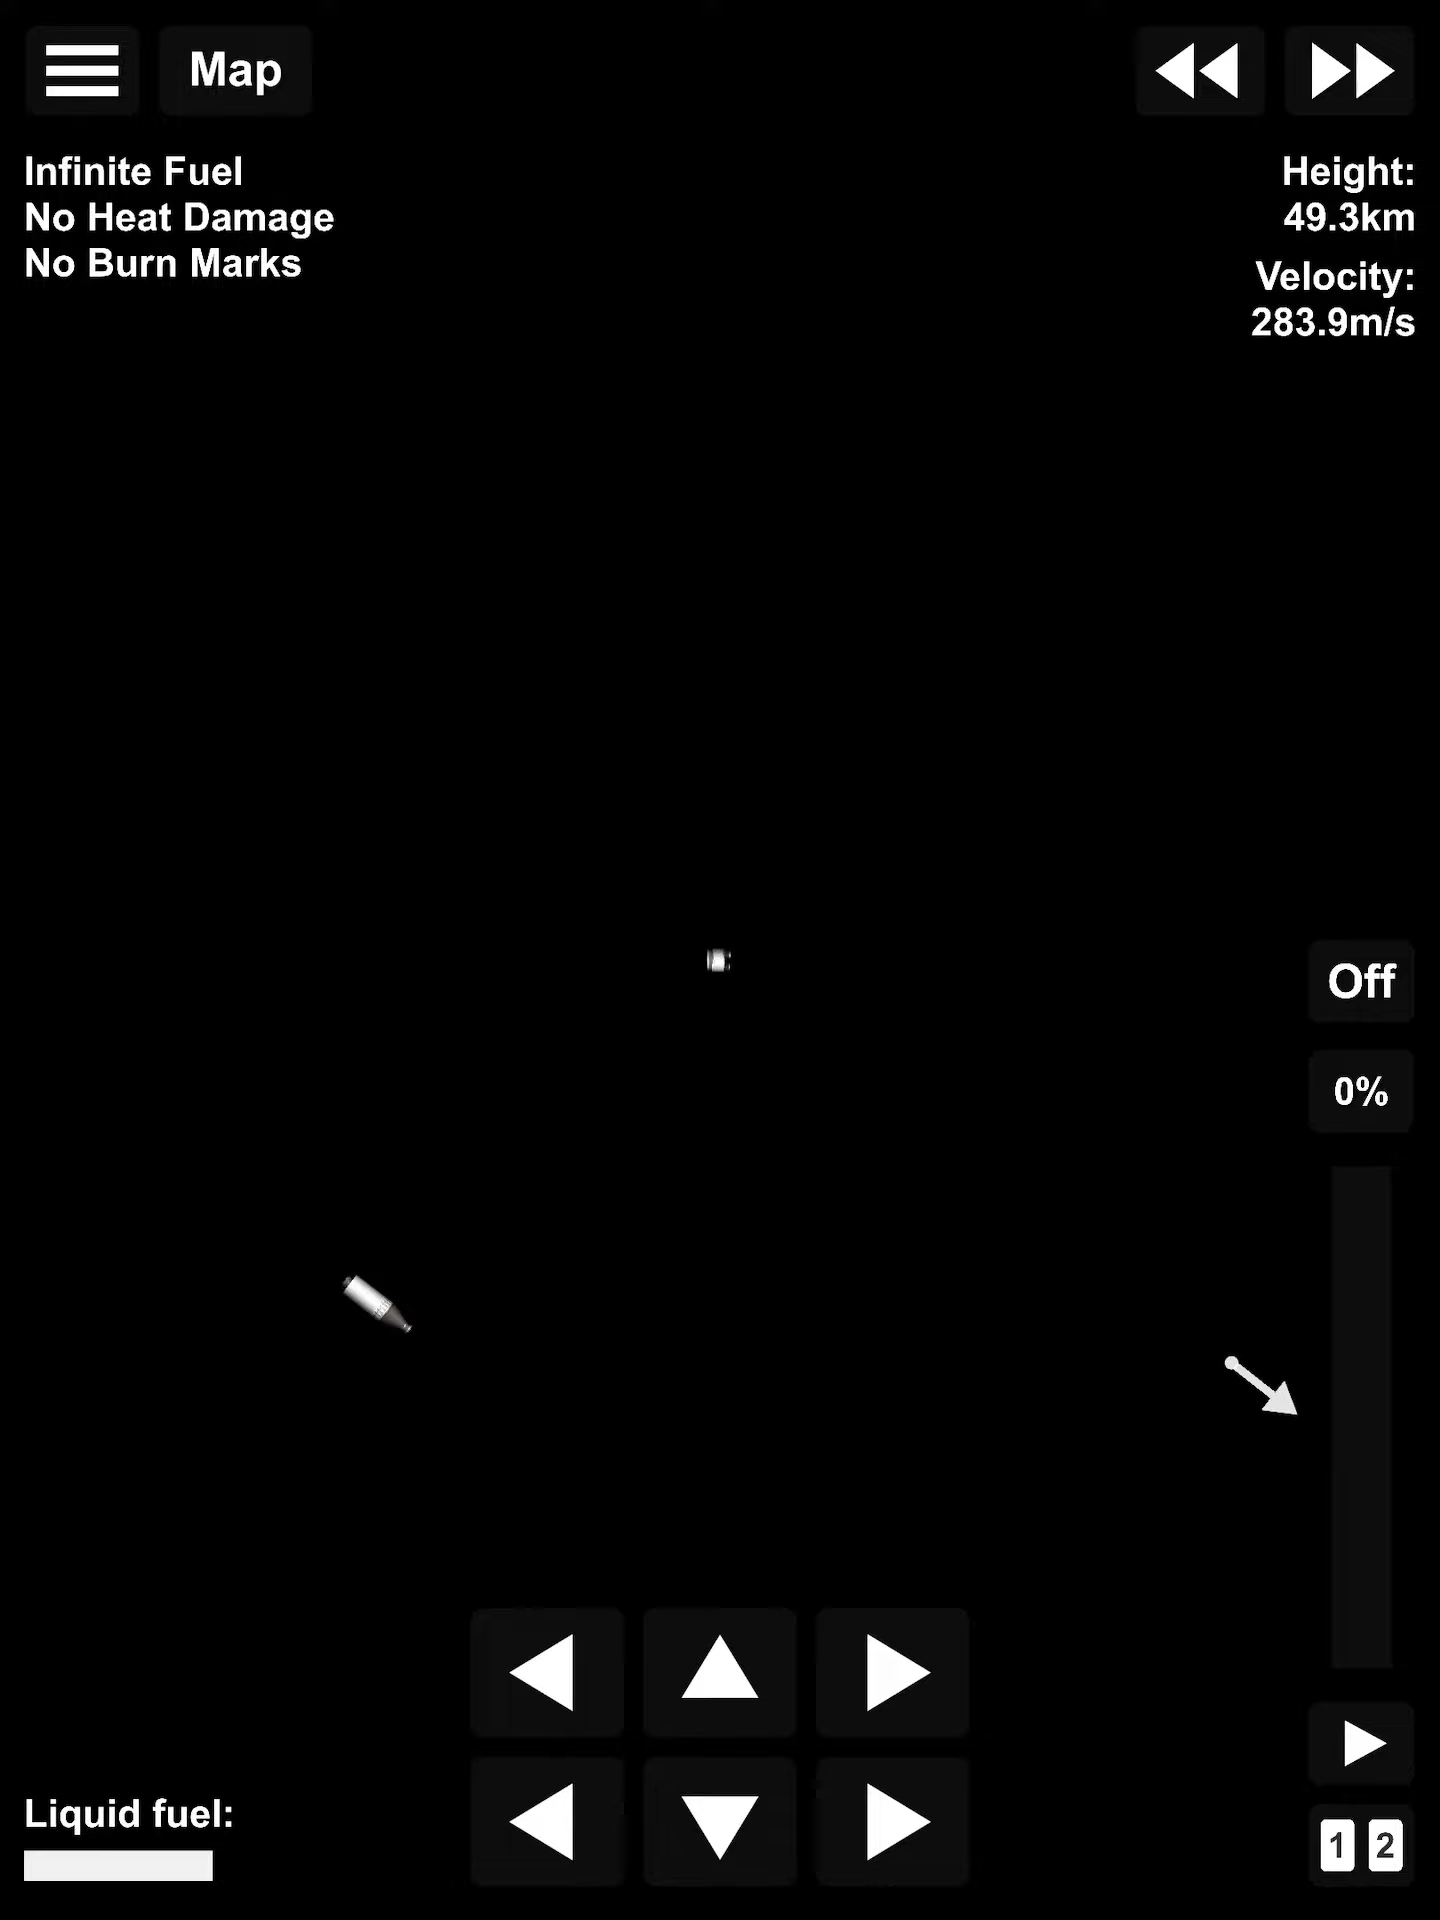 Map
Infinite Fuel
No Heat Damage
No Burn Marks
Height:
49.3km
Velocity:
283.9m/s
Off
0%
Liquid fuel:
1 2